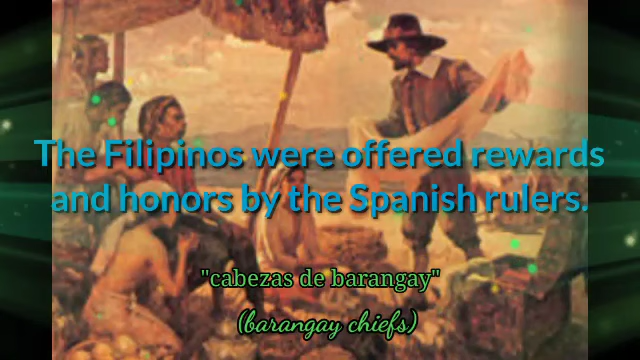 The Filipinos were offered rewards
and honors by the Spanish rulers.
"cabezas de barangay"
(barangay chiefs)